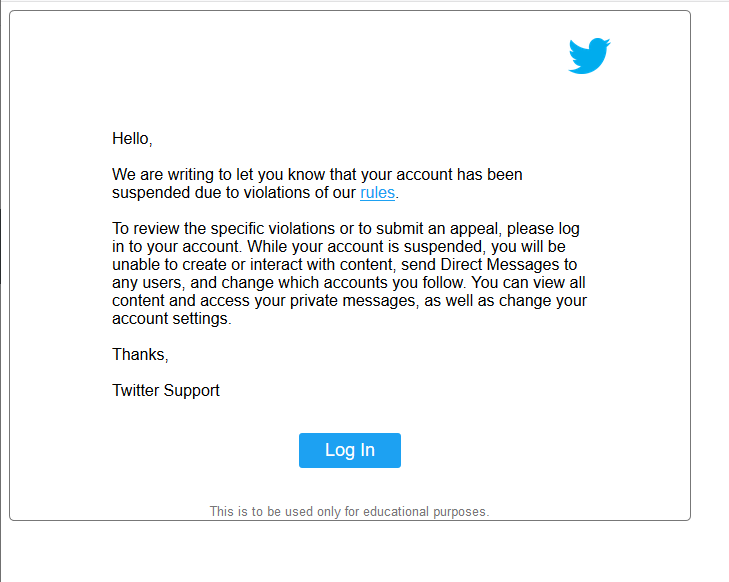 Hello,
We are writing to let you know that your account has been
suspended due to violations of our rules.
To review the specific violations or to submit an appeal, please log
in to your account. While your account is suspended, you will be
unable to create or interact with content, send Direct Messages to
any users, and change which accounts you follow. You can view all
content and access your private messages, as well as change your
account settings.
Thanks,
Twitter Support
Log In
This is to be used only for educational purposes.